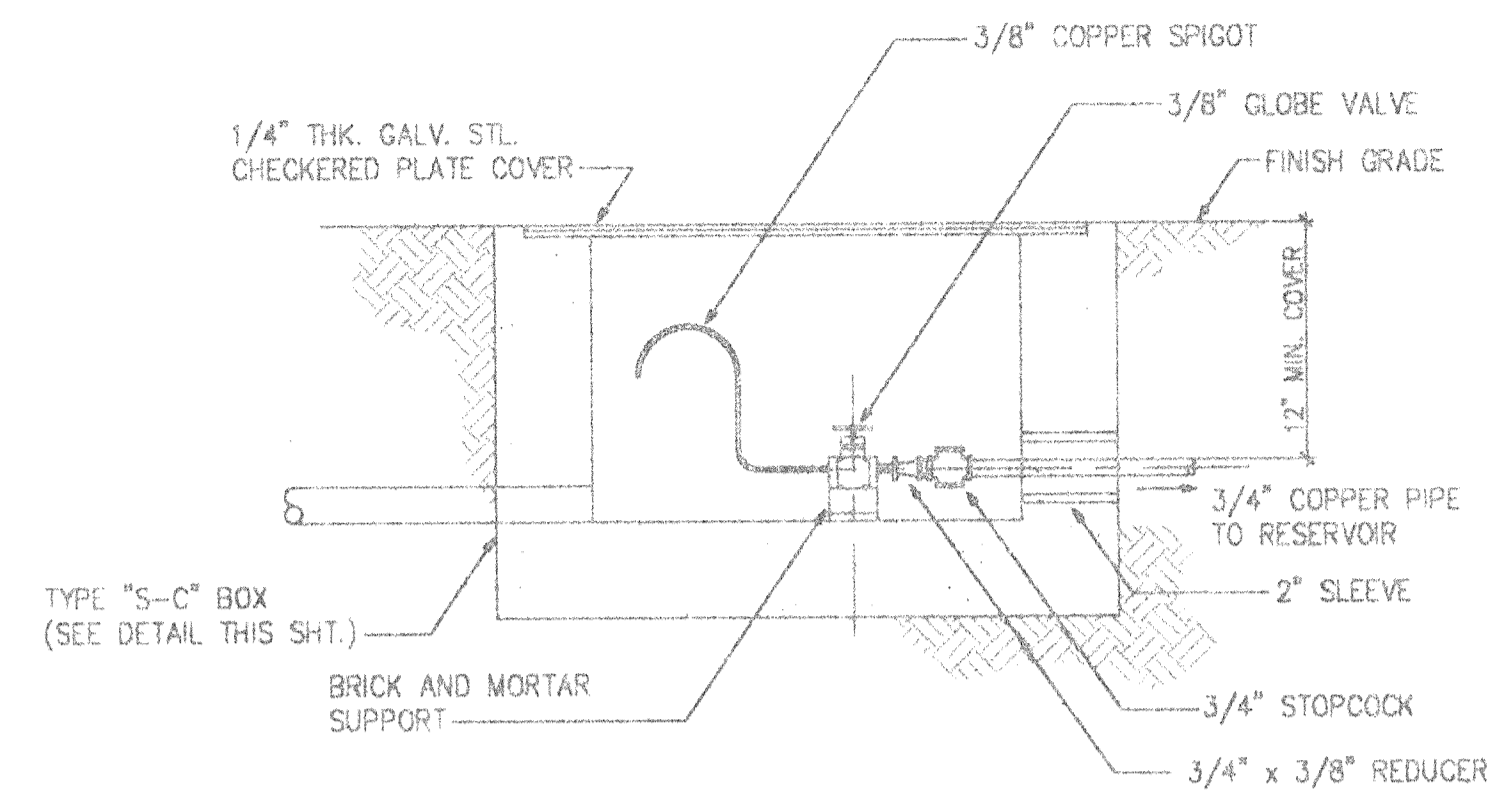 3/8" COPPER SPIGOT
3/8" GLOBE VALVE
1/4" THK. GALV. STL.
CHECKERED PLATE COVER
FINISH GRADE
12" MIN. COVER
3/4" COPPER PIPE
TO RESERVOIR
2" SLEEVE
TYPE "S-C" BOX
(SEE DETAIL THIS SHT.)
BRICK AND MORTAR
SUPPORT
3/4" STOPCOCK
3/4" x 3/8" REDUCER